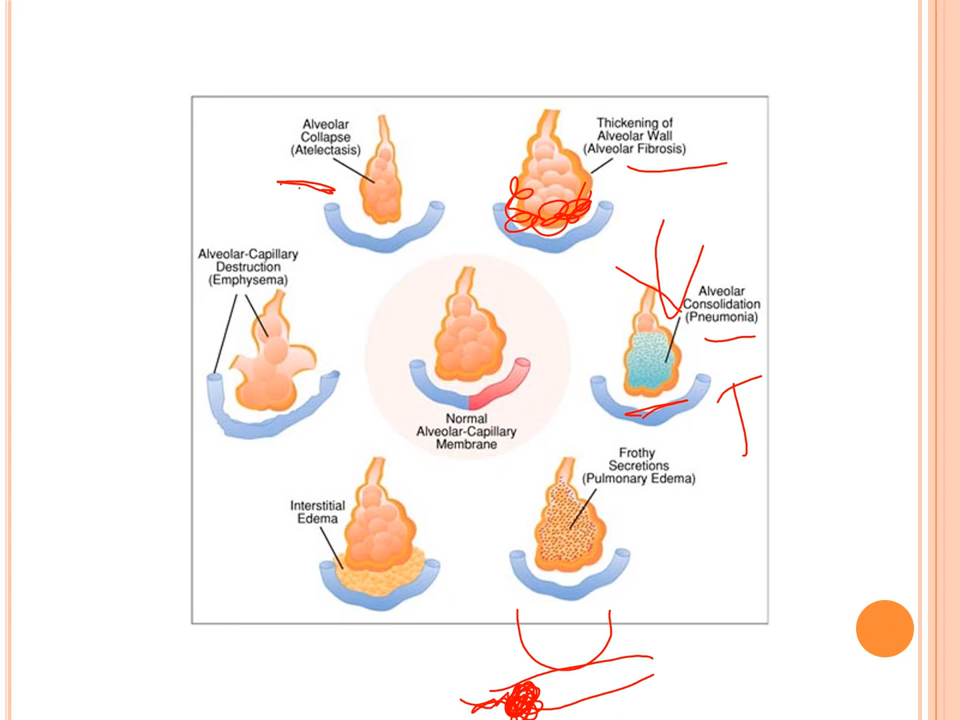 Alveolar
Collapse
(Atelectasis)
Thickening of
Alveolar Wall
(Alveolar Fibrosis)
Alveolar-Capillary
Destruction
(Emphysema)
Alveolar
Consolidation
(Pneumonia)
Normal
Alveolar-Capillary
Membrane
Frothy
Secretions
(Pulmonary Edema)
Interstitial
Edema